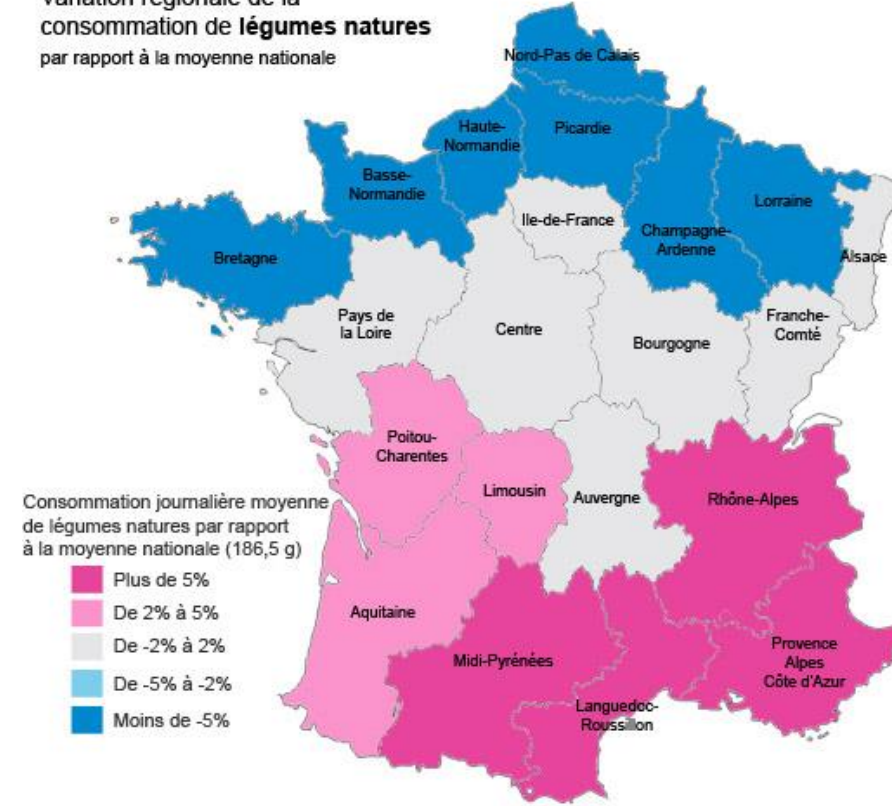 Variation régionale de la
consommation de légumes natures
par rapport à la moyenne nationale
Nord-Pas de Calais
Haute-
Normandie
Picardie
Basse-
Normandie
Lorraine
Ile-de-France
Champagne-
Ardenne
Bretagne
Alsace
Pays de
la Loire
Centre
Franche-
Comté
Bourgogne
Poitou-
Charentes
Limousin
Auvergne
Rhône-Alpes
Consommation journalière moyenne
de légumes natures par rapport
à la moyenne nationale (186,5 g)
Plus de 5%
De 2% à 5%
De -2% à 2%
De -5% à -2%
Moins de -5%
Aquitaine
Midi-Pyrénées
Provence
Alpes
Côte d'Azur
Languedoc-
Roussillon